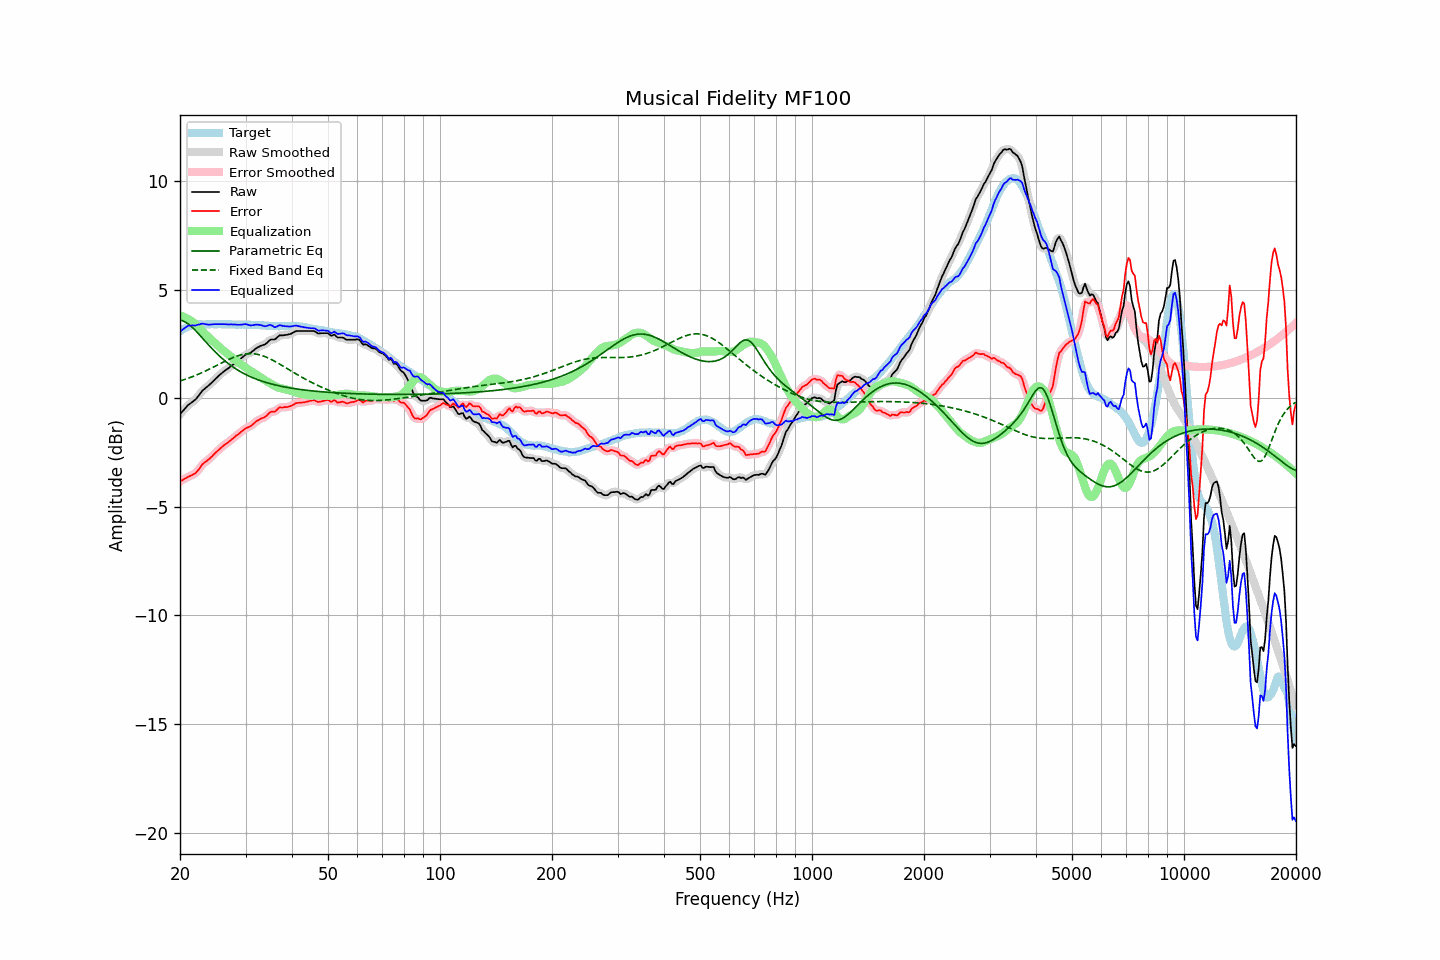 Musical Fidelity MF100
Target
Raw Smoothed
Error Smoothed
Raw
Error
Equalization
Parametric Eq
Fixed Band Eq
Equalized
Amplitude (dBr)
10
5
0
−5
−10
−15
−20
20
50
100
200
500
1000
2000
5000
10000
20000
Frequency (Hz)